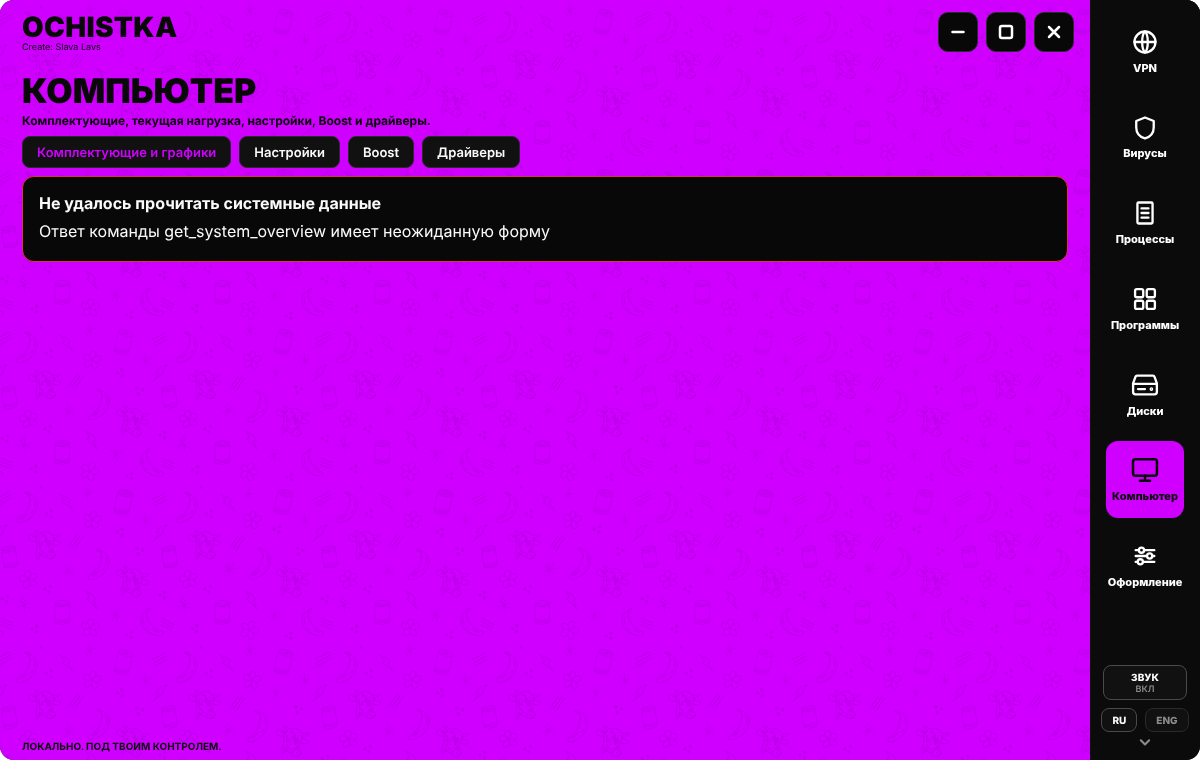 OCHISTKA
Create: Slava Lavs
КОМПЬЮТЕР
Комплектующие, текущая нагрузка, настройки, Boost и драйверы.
Комплектующие и графики
Настройки
Boost
Драйверы
Не удалось прочитать системные данные
Ответ команды get_system_overview имеет неожиданную форму
ЛОКАЛЬНО. ПОД ТВОИМ КОНТРОЛЕМ.
VPN
Вирусы
Процессы
Программы
Диски
Компьютер
Оформление
ЗВУК
ВКЛ
RU
ENG